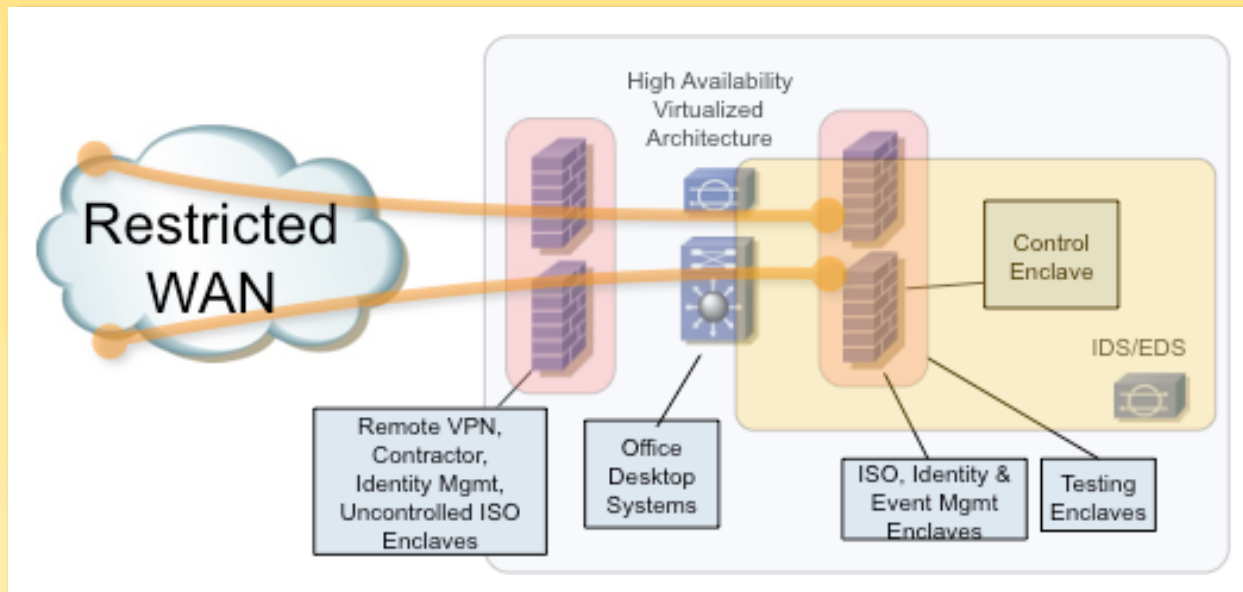 High Availability
Virtualized
Architecture
Restricted
WAN
Control
Enclave
IDS/EDS
Remote VPN,
Contractor,
Identity Mgmt,
Uncontrolled ISO
Enclaves
Office
Desktop
Systems
ISO, Identity &
Event Mgmt
Enclaves
Testing
Enclaves